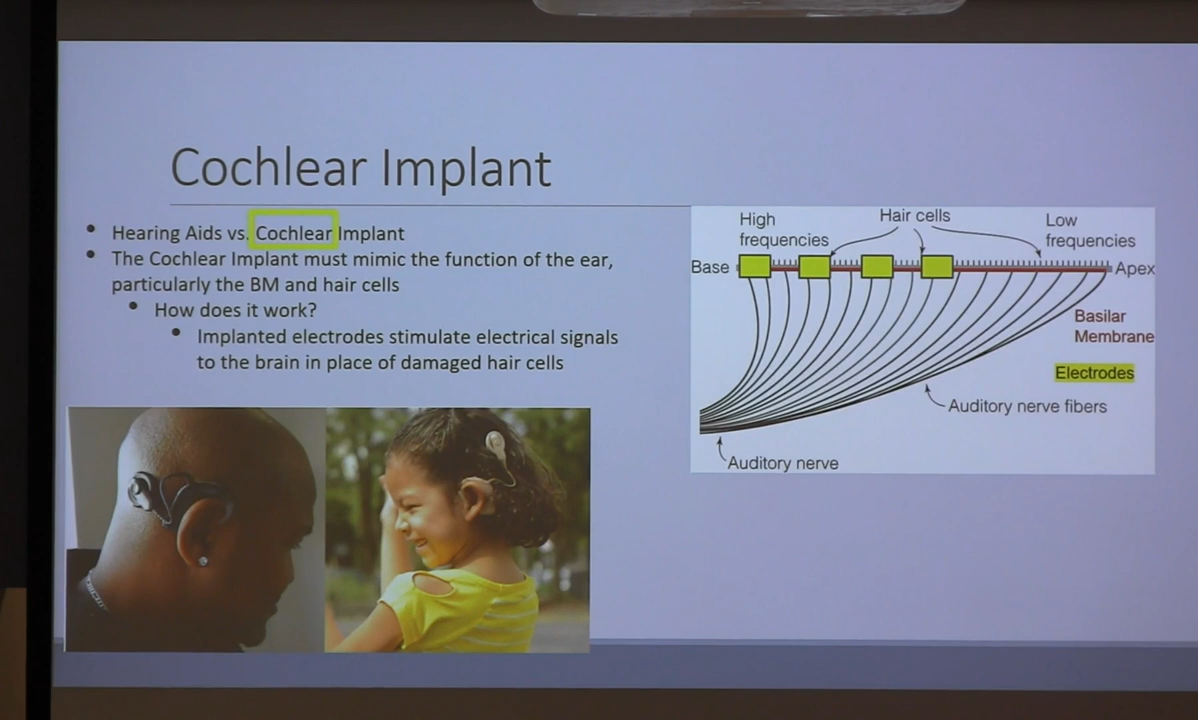 Cochlear Implant
Hearing Aids vs. Cochlear Implant
The Cochlear Implant must mimic the function of the ear,
particularly the BM and hair cells
How does it work?
Implanted electrodes stimulate electrical signals
to the brain in place of damaged hair cells
High
frequencies
Hair cells
Low
frequencies
Base
Apex
Basilar
Membrane
Electrodes
Auditory nerve fibers
Auditory nerve